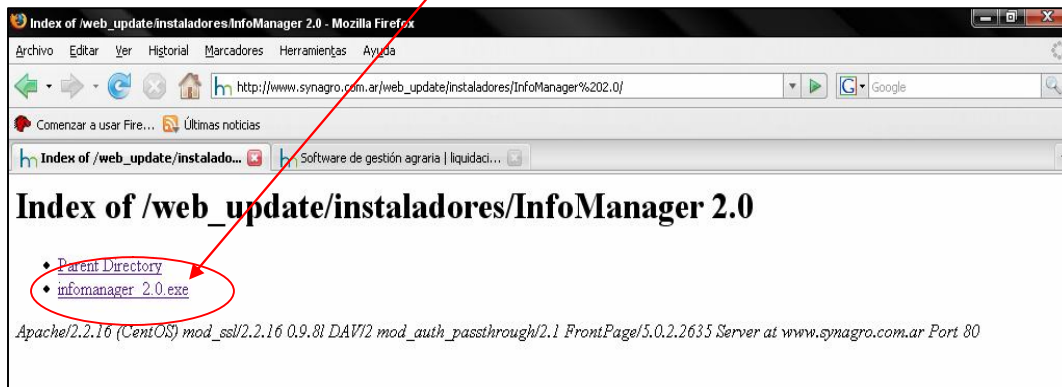 Index of /web_update/instaladores/InfoManager 2.0 - Mozilla Firefox
Archivo Editar Ver Historial Marcadores Herramientas Ayuda
http://www.synagro.com.ar/web_update/instaladores/InfoManager%202.0/ G Google
Comenzar a usar Fire... Últimas noticias
Index of /web_update/instalado... Software de gestión agraria | liquidaci...
Index of /web_update/instaladores/InfoManager 2.0
Parent Directory
infomanager_2.0.exe
Apache/2.2.16 (CentOS) mod_ssl/2.2.16 0.9.8l DAV/2 mod_auth_passthrough/2.1 FrontPage/5.0.2.2635 Server at www.synagro.com.ar Port 80